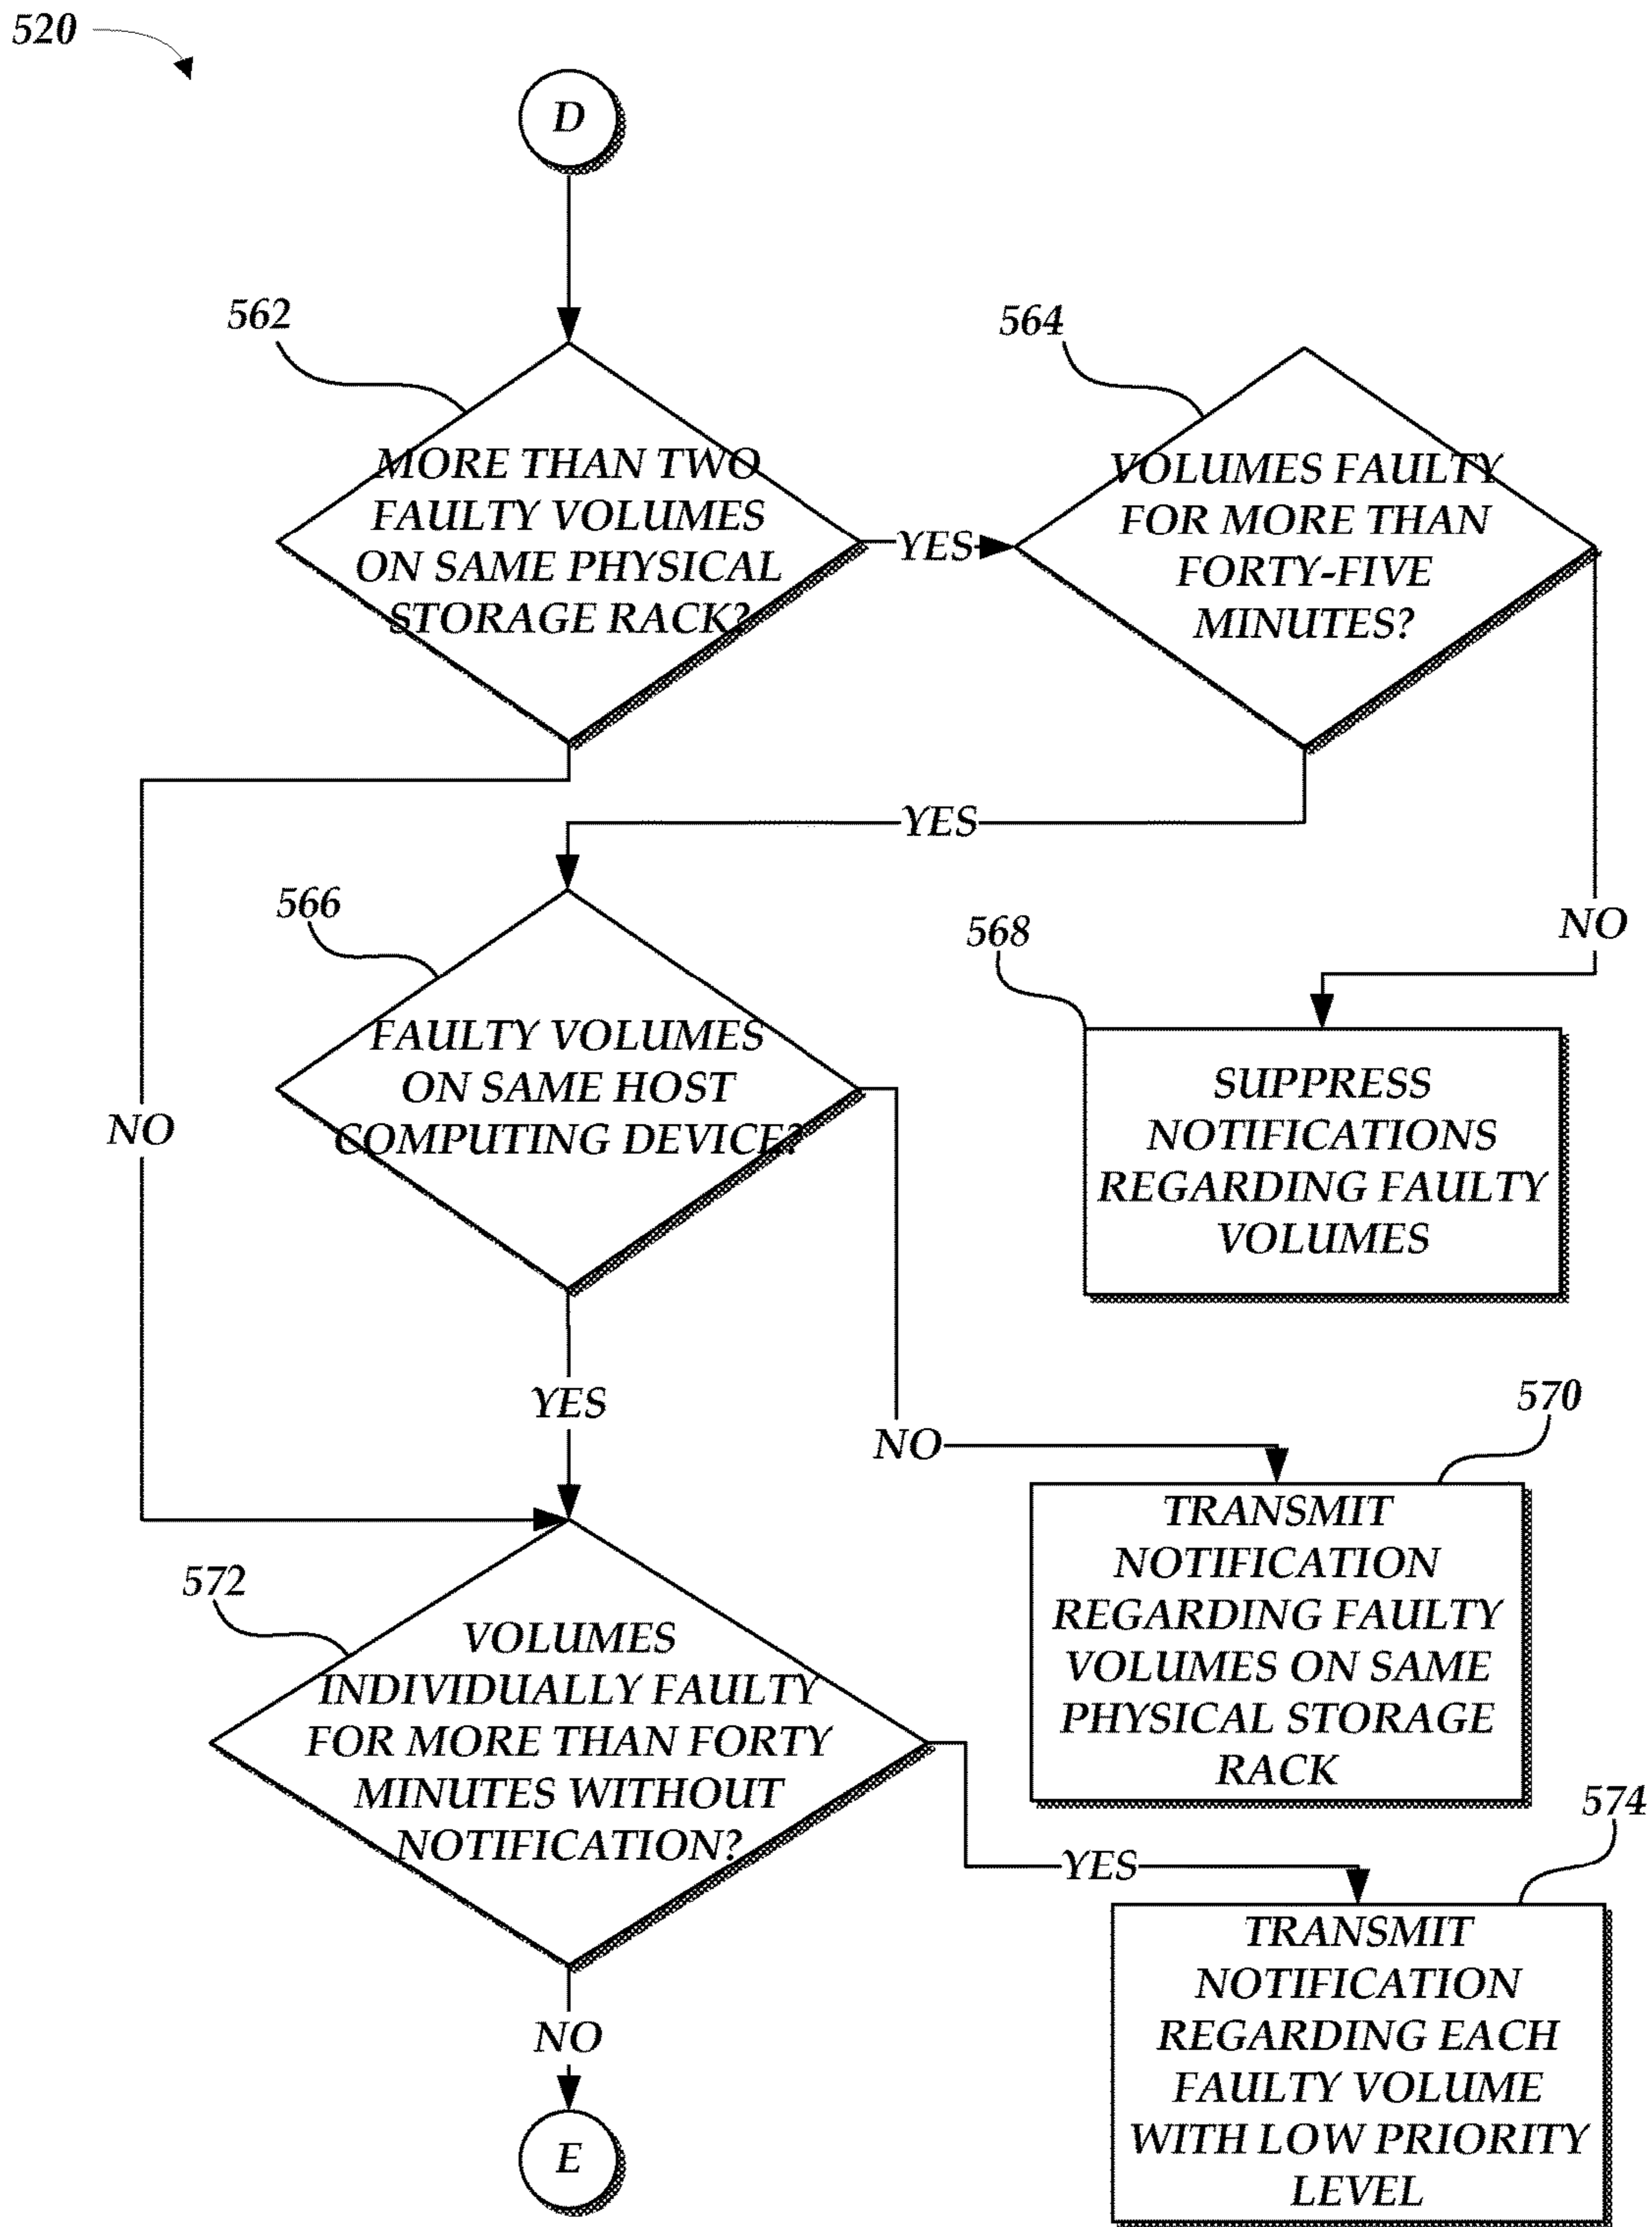 520
D
562
564
MORE THAN TWO
FAULTY VOLUMES
ON SAME PHYSICAL
STORAGE RACK?
YES
VOLUMES FAULTY
FOR MORE THAN
FORTY-FIVE
MINUTES?
YES
NO
566
568
FAULTY VOLUMES
ON SAME HOST
COMPUTING DEVICE?
NO
SUPPRESS
NOTIFICATIONS
REGARDING FAULTY
VOLUMES
YES
NO
570
TRANSMIT
NOTIFICATION
REGARDING FAULTY
VOLUMES ON SAME
PHYSICAL STORAGE
RACK
572
VOLUMES
INDIVIDUALLY FAULTY
FOR MORE THAN FORTY
MINUTES WITHOUT
NOTIFICATION?
YES
574
TRANSMIT
NOTIFICATION
REGARDING EACH
FAULTY VOLUME
WITH LOW PRIORITY
LEVEL
NO
E